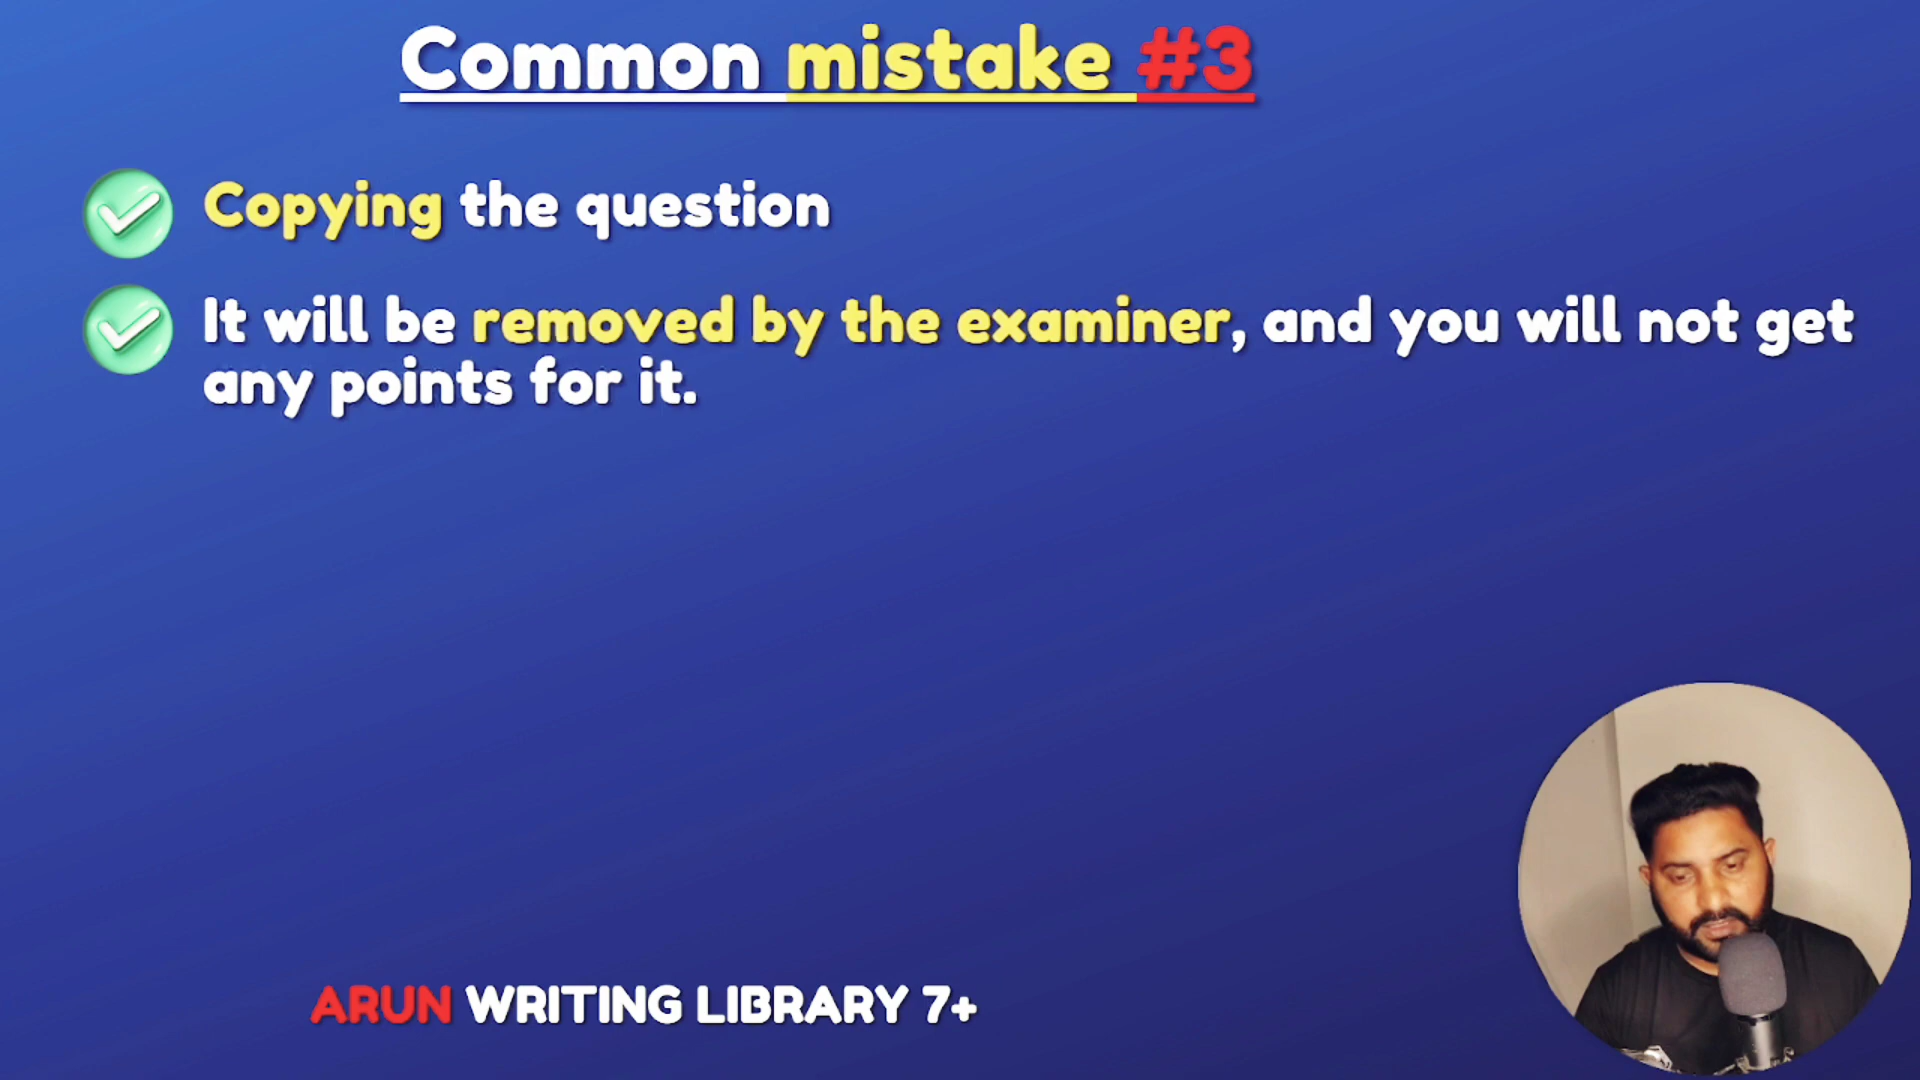 Common mistake #3
Copying the question
It will be removed by the examiner, and you will not get
any points for it.
ARUN WRITING LIBRARY 7+